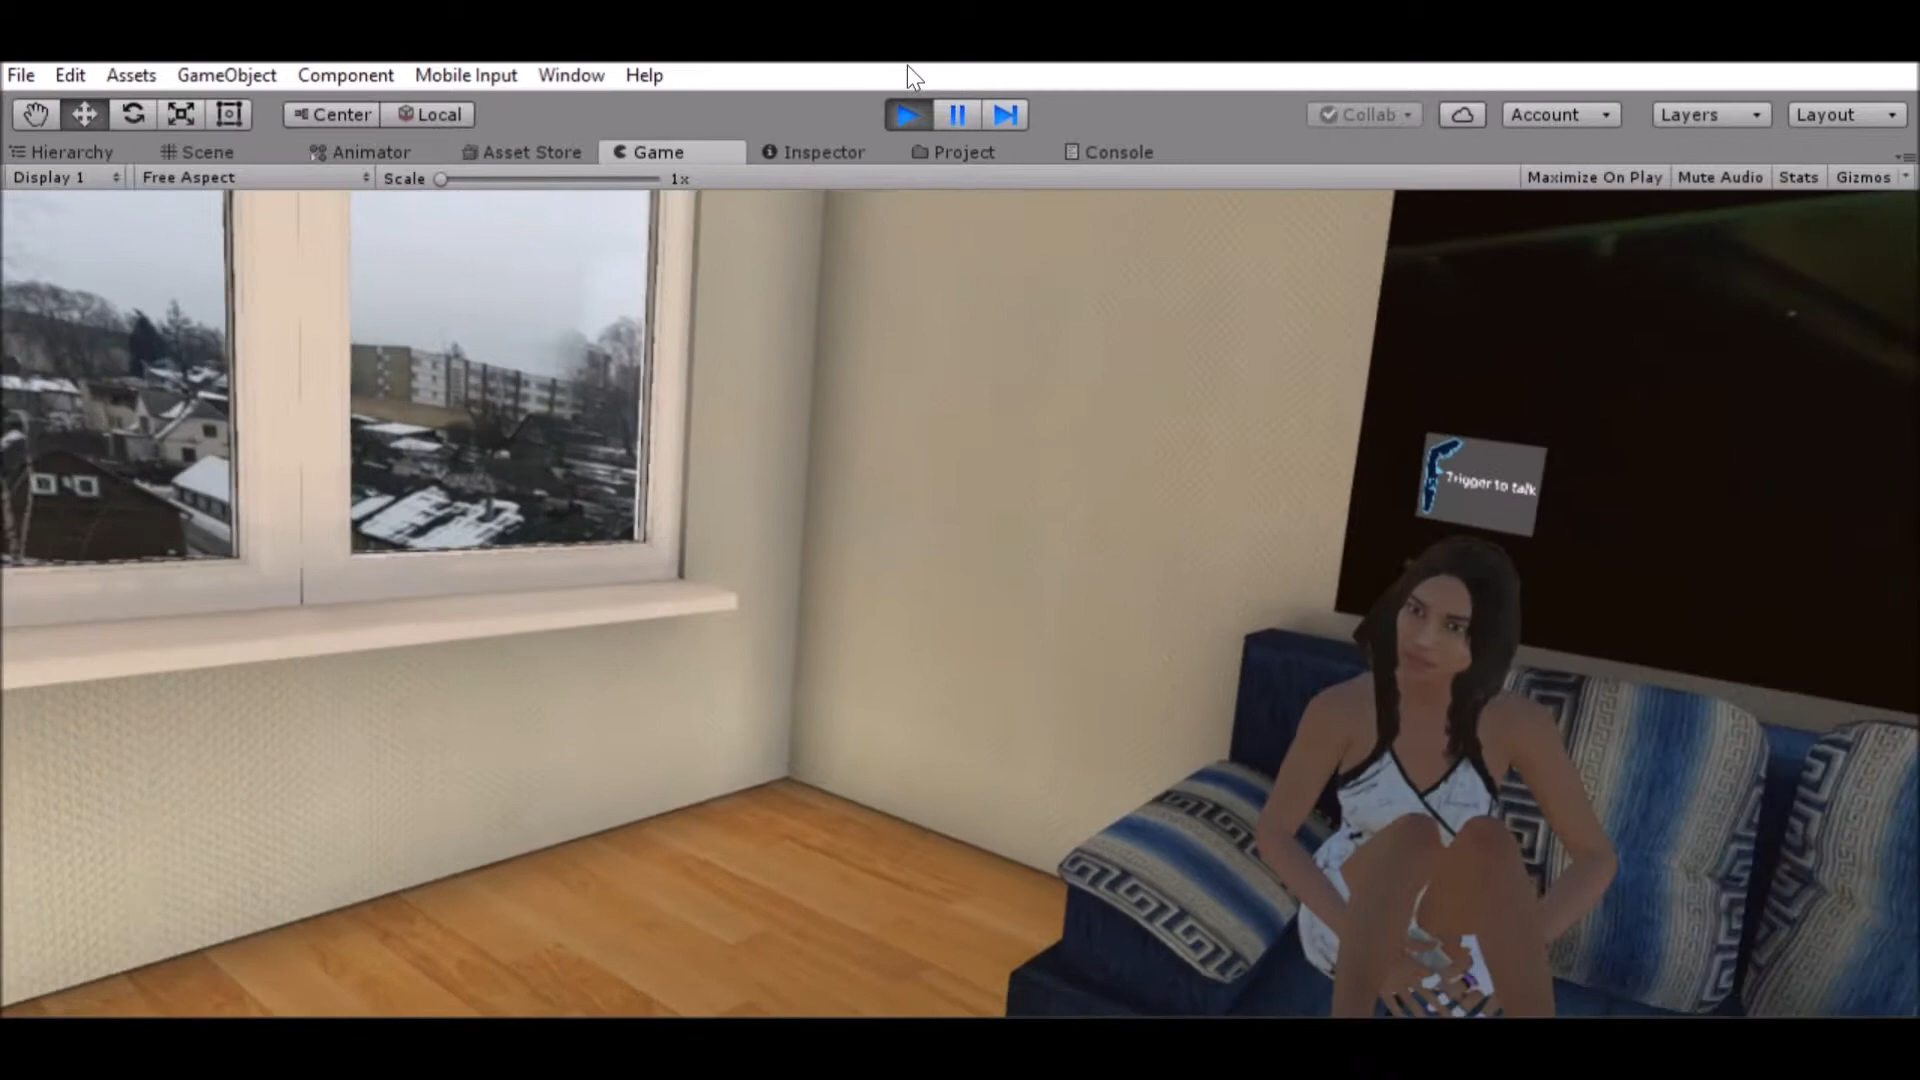 File Edit Assets GameObject Component Mobile Input Window Help
Center Local Collab Account Layers Layout
Hierarchy Scene Animator Asset Store Game Inspector Project Console
Display 1 Free Aspect Scale 1x Maximize On Play Mute Audio Stats Gizmos
Trigger to talk